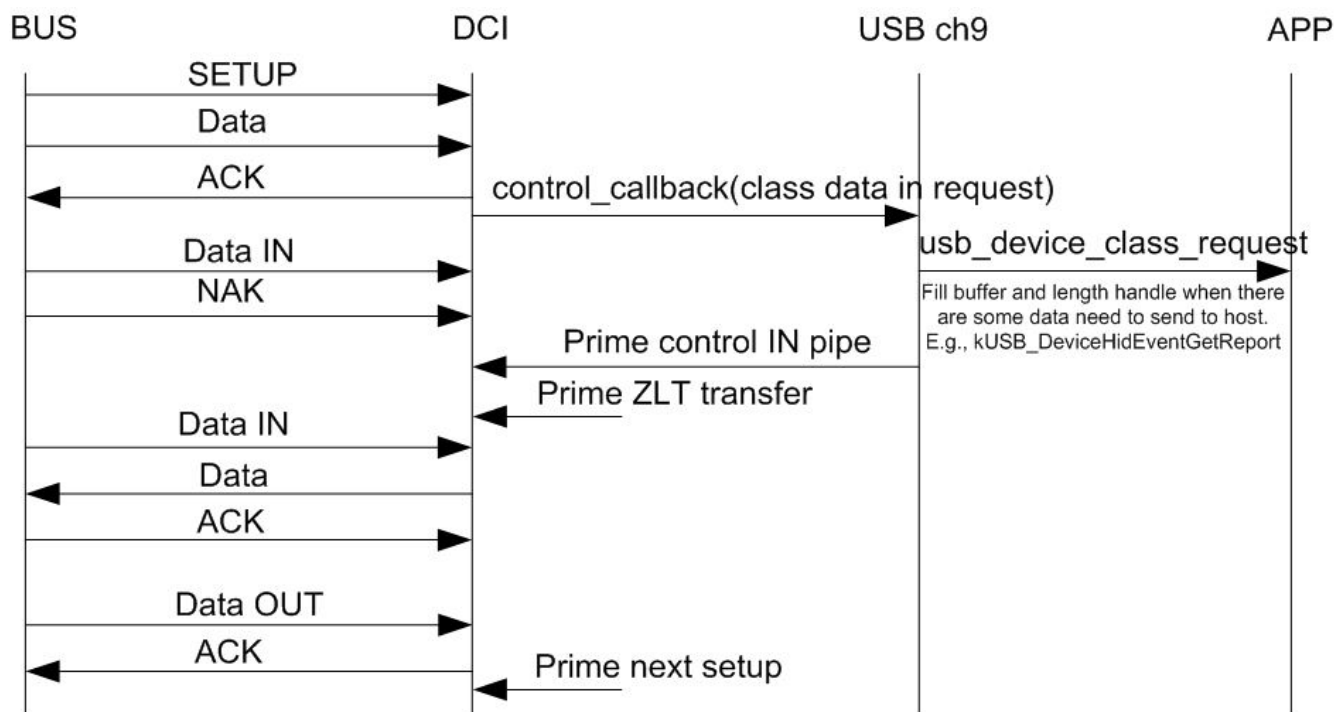 BUS DCI USB ch9 APP
SETUP
Data
ACK
control_callback(class data in request)
Data IN
usb_device_class_request
NAK
Fill buffer and length handle when there
are some data need to send to host.
E.g., kUSB_DeviceHidEventGetReport
Prime control IN pipe
Prime ZLT transfer
Data IN
Data
ACK
Data OUT
ACK
Prime next setup